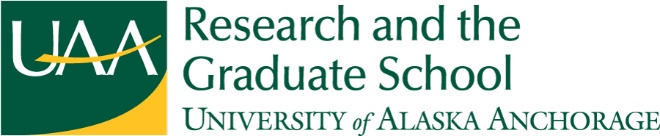 UAA
Research and the
Graduate School
UNIVERSITY of ALASKA ANCHORAGE